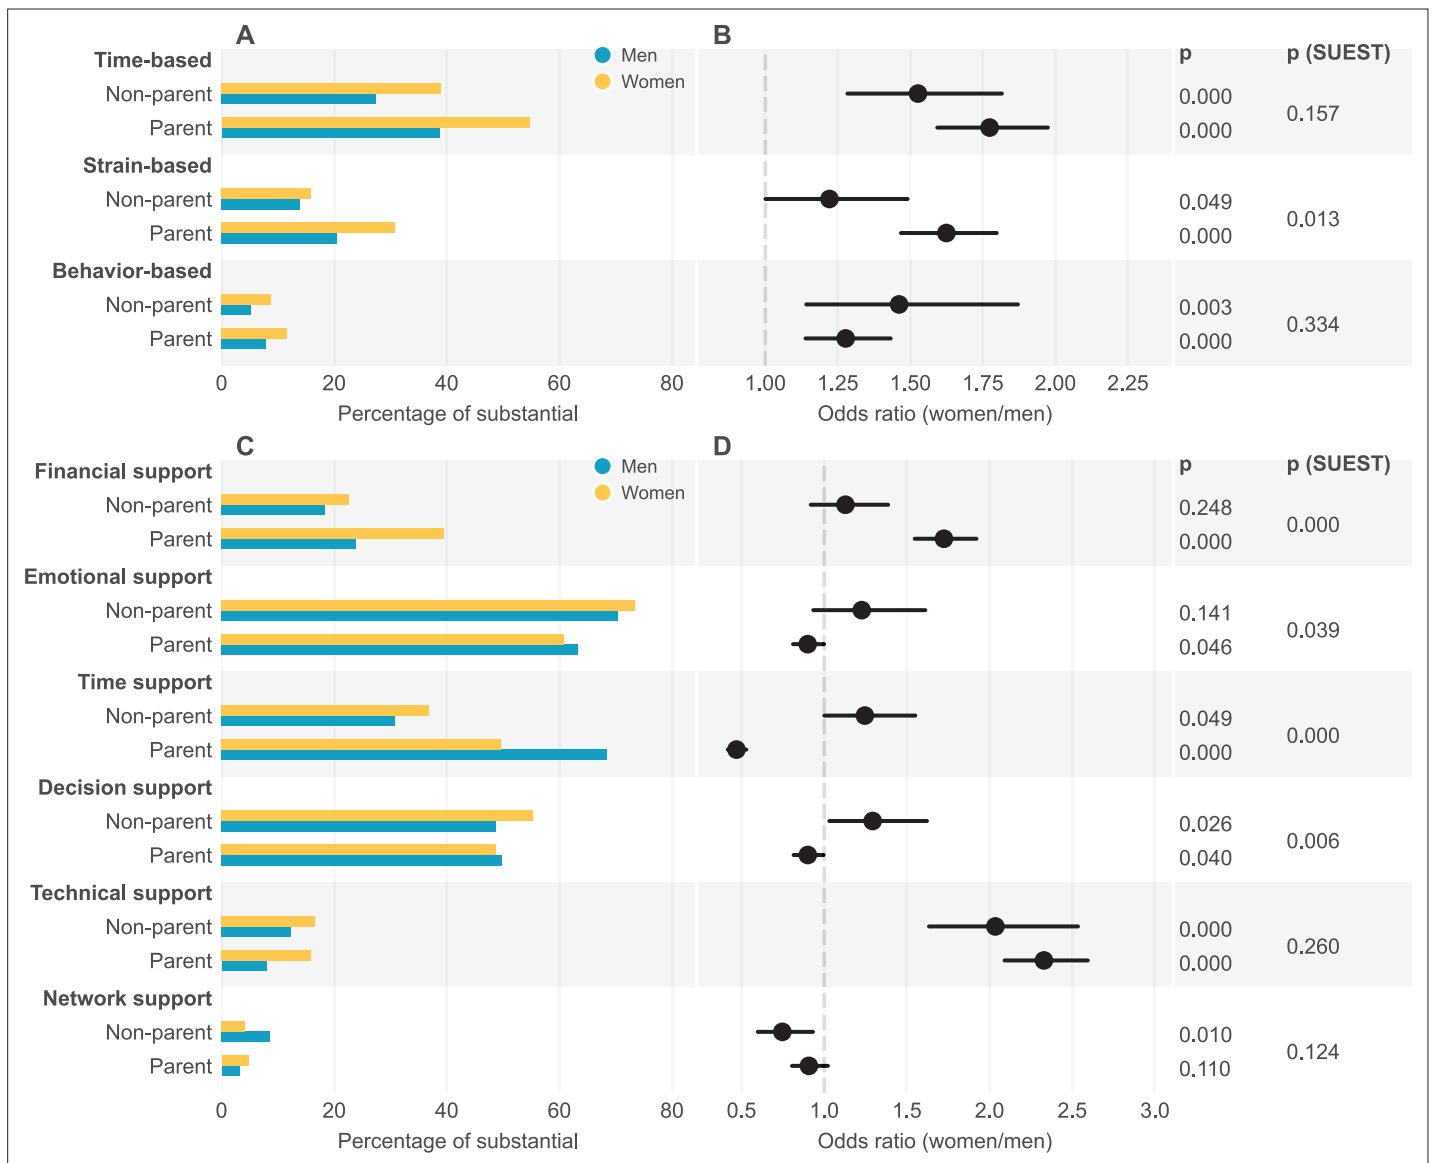 A
B
Men
Women
p
p (SUEST)
Time-based
Non-parent
0.000
Parent
0.000
0.157
Strain-based
Non-parent
0.049
Parent
0.000
0.013
Behavior-based
Non-parent
0.003
Parent
0.000
0.334
0 20 40 60 80
1.00 1.25 1.50 1.75 2.00 2.25
Percentage of substantial
Odds ratio (women/men)
C
D
Men
Women
p
p (SUEST)
Financial support
Non-parent
0.248
Parent
0.000
0.000
Emotional support
Non-parent
0.141
Parent
0.046
0.039
Time support
Non-parent
0.049
Parent
0.000
0.000
Decision support
Non-parent
0.026
Parent
0.040
0.006
Technical support
Non-parent
0.000
Parent
0.000
0.260
Network support
Non-parent
0.010
Parent
0.110
0.124
0 20 40 60 80
0.5 1.0 1.5 2.0 2.5 3.0
Percentage of substantial
Odds ratio (women/men)